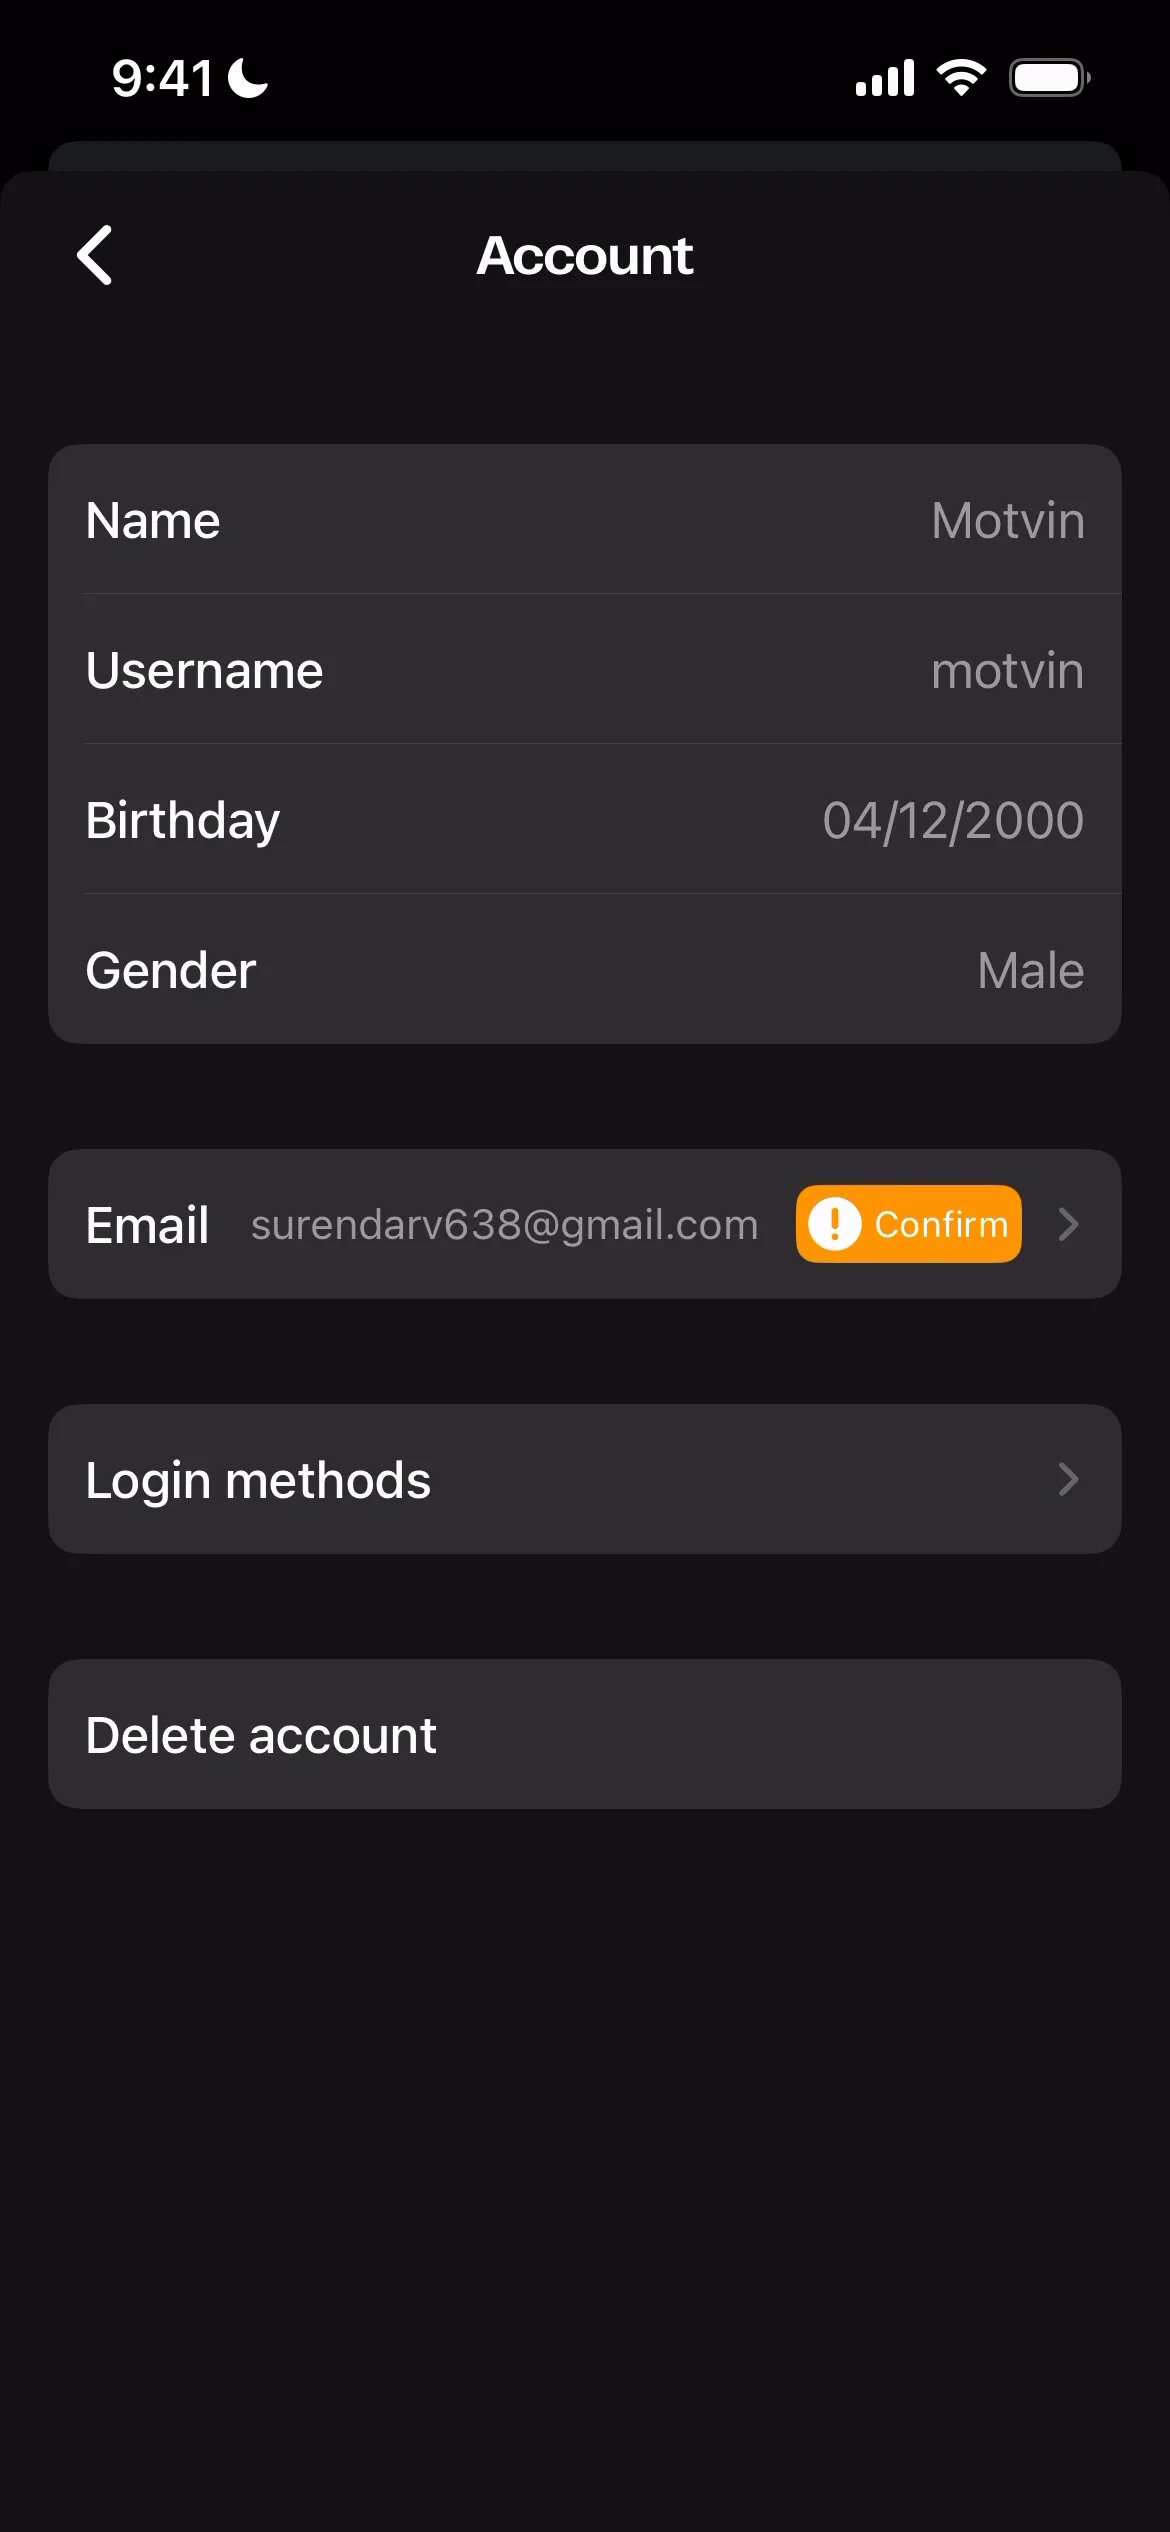 9:41
Account
Name Motvin
Username motvin
Birthday 04/12/2000
Gender Male
Email surendarv638@gmail.com Confirm
Login methods
Delete account